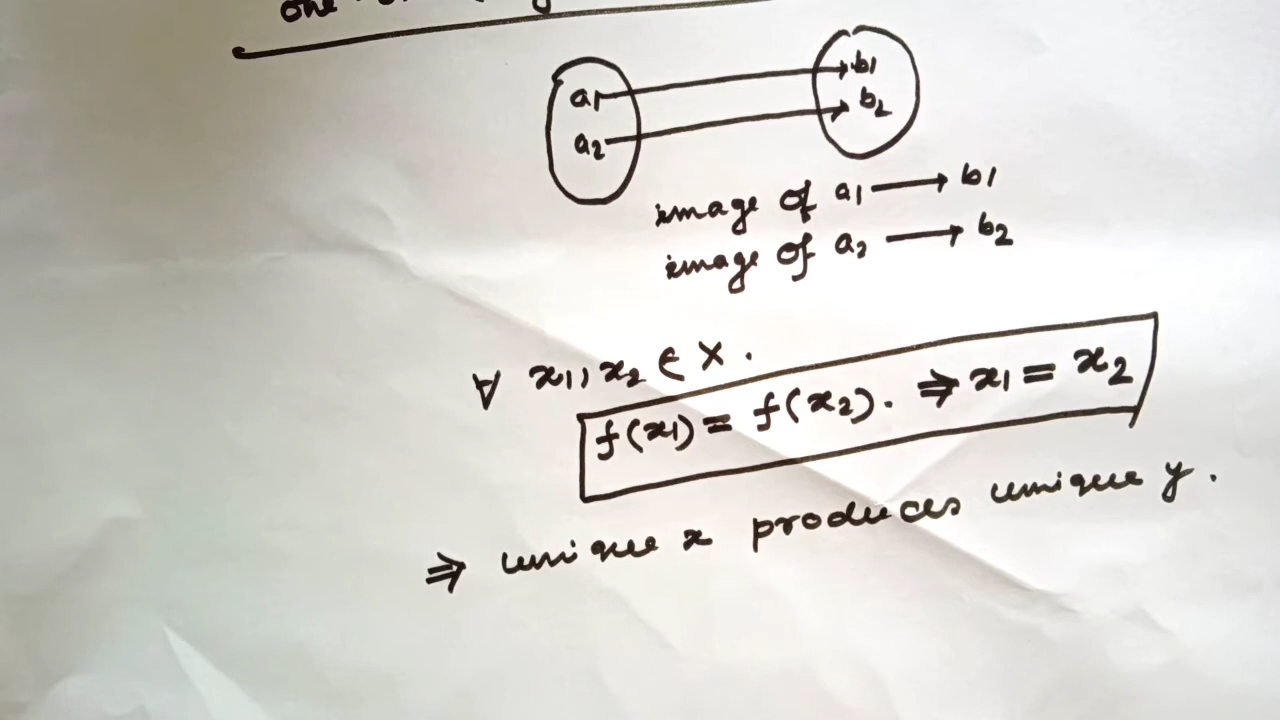 one
a1 b1
a2 b2
image of a1 → b1
image of a2 → b2
∀ x1, x2 ∈ X.
f(x1) = f(x2). ⇒ x1 = x2
⇒ unique x produces unique y.